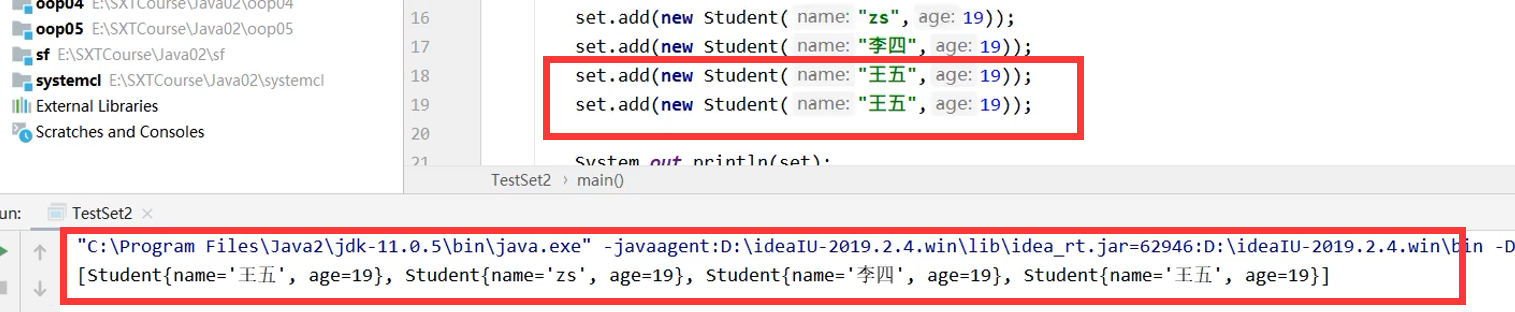 oop04 E:\SXTCourse\Java02\oop04
oop05 E:\SXTCourse\Java02\oop05
sf E:\SXTCourse\Java02\sf
systemcl E:\SXTCourse\Java02\systemcl
External Libraries
Scratches and Consoles
16 set.add(new Student( name: "zs", age: 19));
17 set.add(new Student( name: "李四", age: 19));
18 set.add(new Student( name: "王五", age: 19));
19 set.add(new Student( name: "王五", age: 19));
20
21 System.out.println(set);
TestSet2 › main()
un: TestSet2 ×
"C:\Program Files\Java2\jdk-11.0.5\bin\java.exe" -javaagent:D:\ideaIU-2019.2.4.win\lib\idea_rt.jar=62946:D:\ideaIU-2019.2.4.win\bin -D
[Student{name='王五', age=19}, Student{name='zs', age=19}, Student{name='李四', age=19}, Student{name='王五', age=19}]